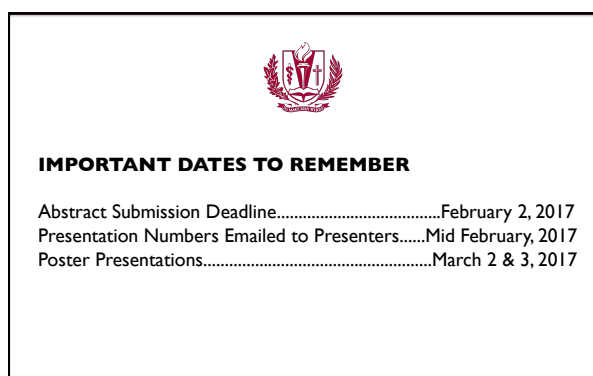 IMPORTANT DATES TO REMEMBER
Abstract Submission Deadline......................................February 2, 2017
Presentation Numbers Emailed to Presenters......Mid February, 2017
Poster Presentations.....................................................March 2 & 3, 2017